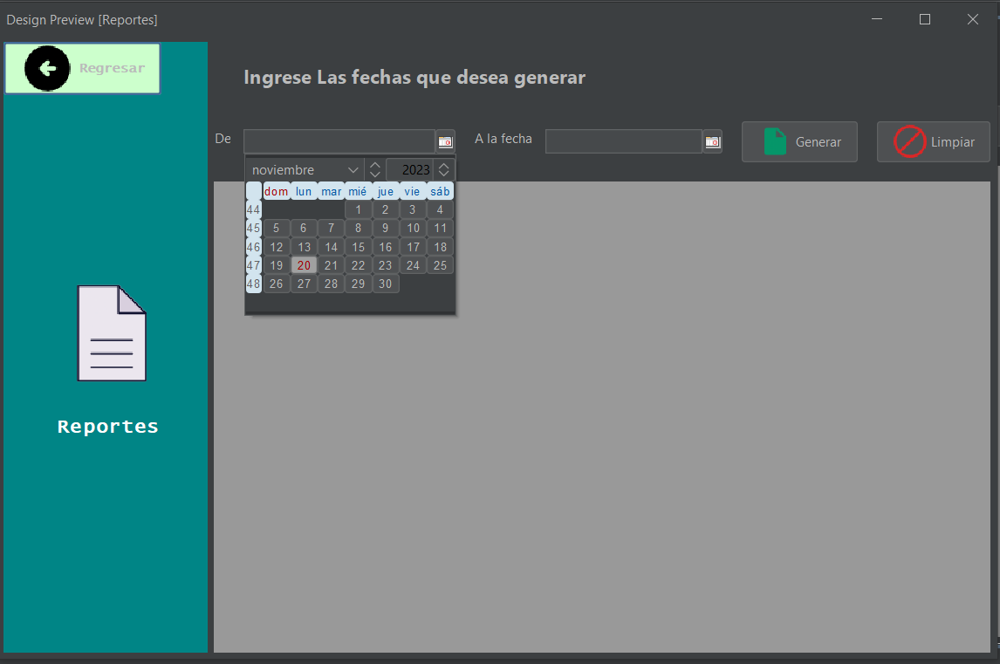 Design Preview [Reportes]
Regresar
Ingrese Las fechas que desea generar
De
A la fecha
Generar
Limpiar
noviembre 2023
dom lun mar mié jue vie sáb
44 1 2 3 4
45 5 6 7 8 9 10 11
46 12 13 14 15 16 17 18
47 19 20 21 22 23 24 25
48 26 27 28 29 30
Reportes